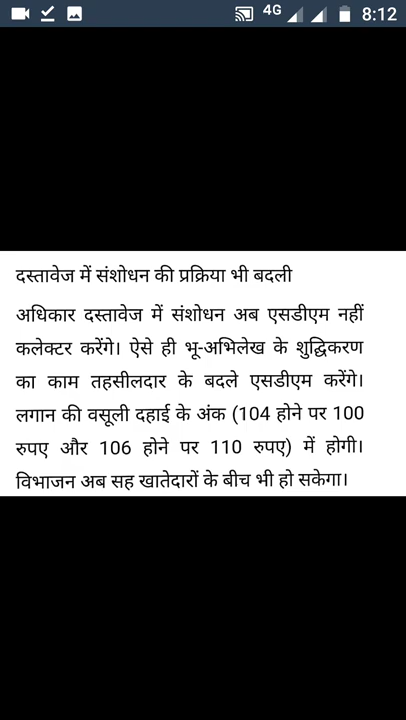 4G 8:12
दस्तावेज में संशोधन की प्रक्रिया भी बदली
अधिकार दस्तावेज में संशोधन अब एसडीएम नहीं
कलेक्टर करेंगे। ऐसे ही भू-अभिलेख के शुद्धिकरण
का काम तहसीलदार के बदले एसडीएम करेंगे।
लगान की वसूली दहाई के अंक (104 होने पर 100
रुपए और 106 होने पर 110 रुपए) में होगी।
विभाजन अब सह खातेदारों के बीच भी हो सकेगा।